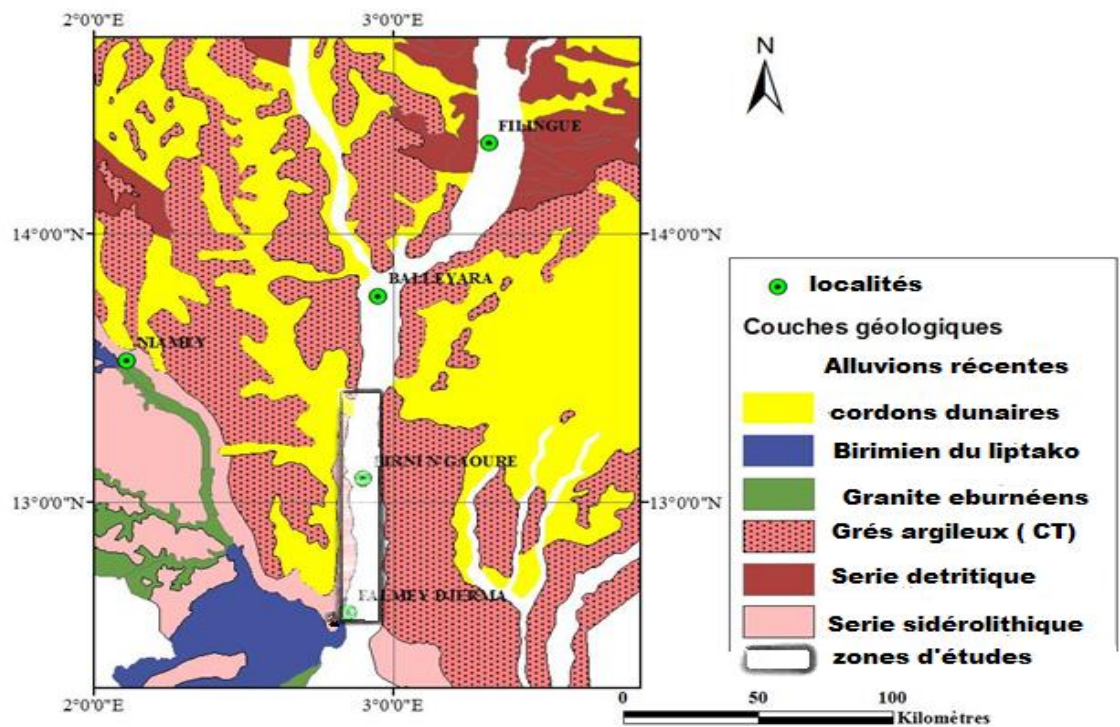 2°0'0"E
3°0'0"E
N
FILINGUE
14°0'0"N
14°0'0"N
BALLEYARA
NIAMEY
BIRNI N'GAOURE
13°0'0"N
13°0'0"N
FALMEY DJERMA
2°0'0"E
3°0'0"E
localités
Couches géologiques
Alluvions récentes
cordons dunaires
Birimien du liptako
Granite eburnéens
Grés argileux ( CT)
Serie detritique
Serie sidérolithique
zones d'études
0
50
100
Kilomètres